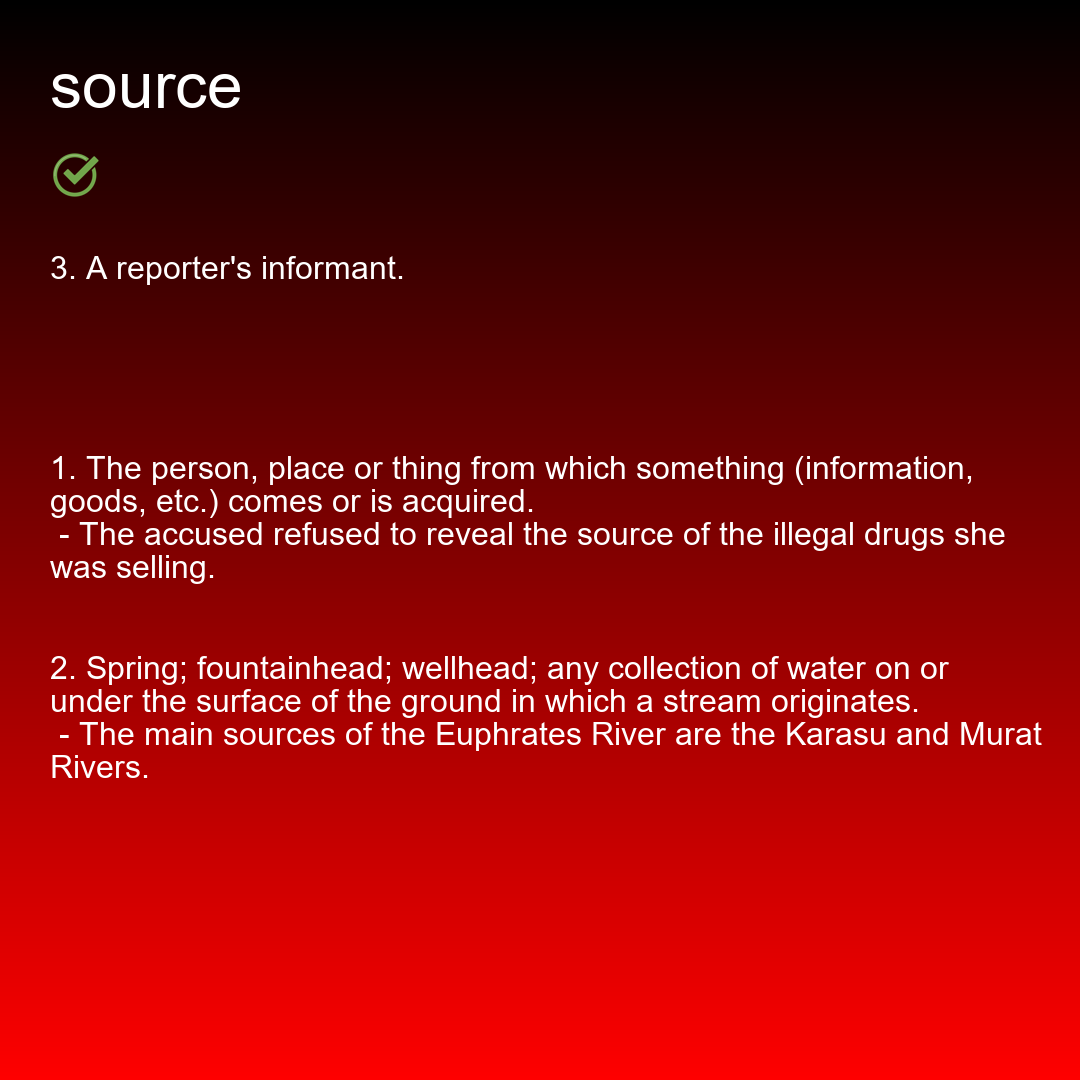 source
3. A reporter's informant.
1. The person, place or thing from which something (information,
goods, etc.) comes or is acquired.
- The accused refused to reveal the source of the illegal drugs she
was selling.
2. Spring; fountainhead; wellhead; any collection of water on or
under the surface of the ground in which a stream originates.
- The main sources of the Euphrates River are the Karasu and Murat
Rivers.